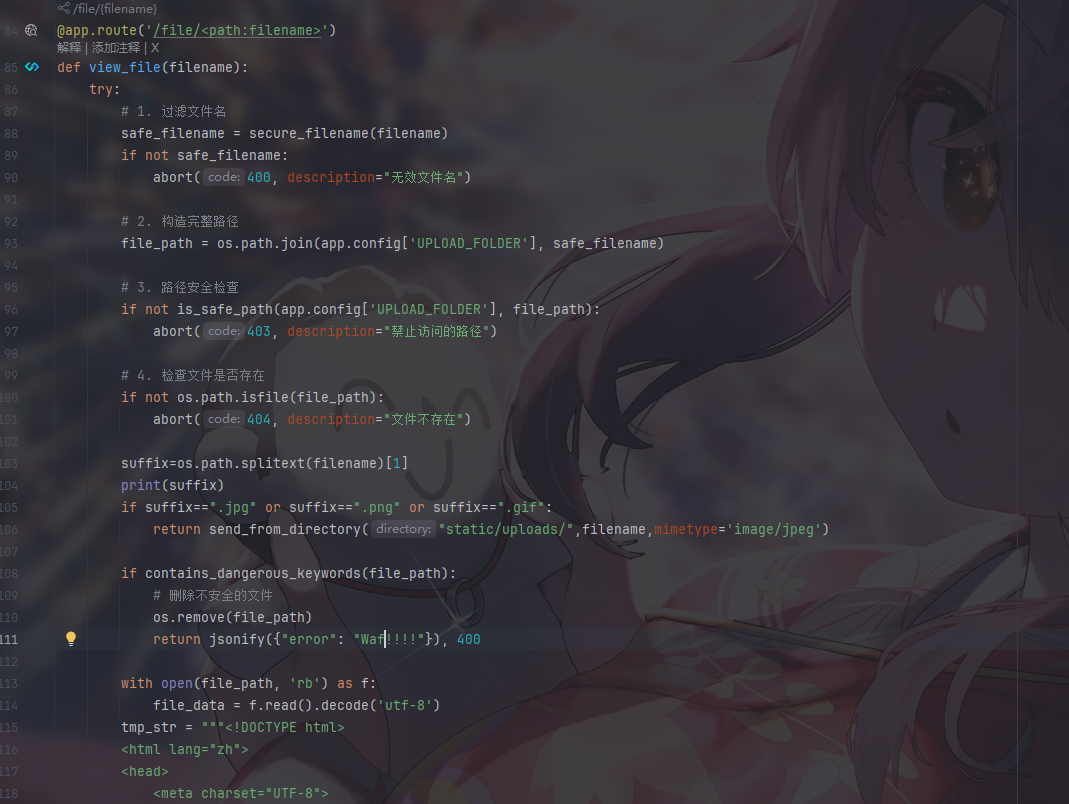 /file/{filename}
84 @app.route('/file/<path:filename>')
解释 | 添加注释 | X
85 def view_file(filename):
86 try:
87 # 1. 过滤文件名
88 safe_filename = secure_filename(filename)
89 if not safe_filename:
90 abort( code: 400, description="无效文件名")
91
92 # 2. 构造完整路径
93 file_path = os.path.join(app.config['UPLOAD_FOLDER'], safe_filename)
94
95 # 3. 路径安全检查
96 if not is_safe_path(app.config['UPLOAD_FOLDER'], file_path):
97 abort( code: 403, description="禁止访问的路径")
98
99 # 4. 检查文件是否存在
100 if not os.path.isfile(file_path):
101 abort( code: 404, description="文件不存在")
102
103 suffix=os.path.splitext(filename)[1]
104 print(suffix)
105 if suffix==".jpg" or suffix==".png" or suffix==".gif":
106 return send_from_directory( directory: "static/uploads/",filename,mimetype='image/jpeg')
107
108 if contains_dangerous_keywords(file_path):
109 # 删除不安全的文件
110 os.remove(file_path)
111 return jsonify({"error": "Waf!!!!"}), 400
112
113 with open(file_path, 'rb') as f:
114 file_data = f.read().decode('utf-8')
115 tmp_str = """<!DOCTYPE html>
116 <html lang="zh">
117 <head>
118 <meta charset="UTF-8">